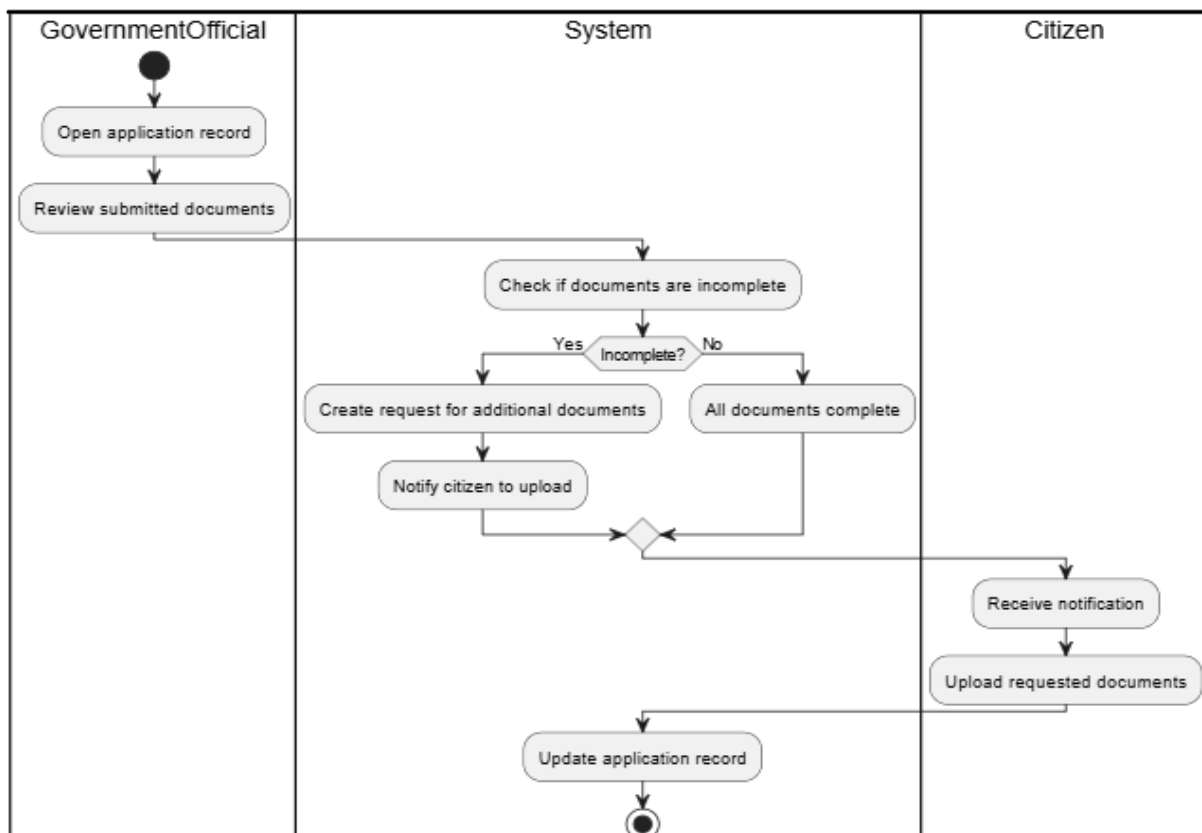 GovernmentOfficial
System
Citizen
Open application record
Review submitted documents
Check if documents are incomplete
Yes
Incomplete?
No
Create request for additional documents
All documents complete
Notify citizen to upload
Receive notification
Upload requested documents
Update application record